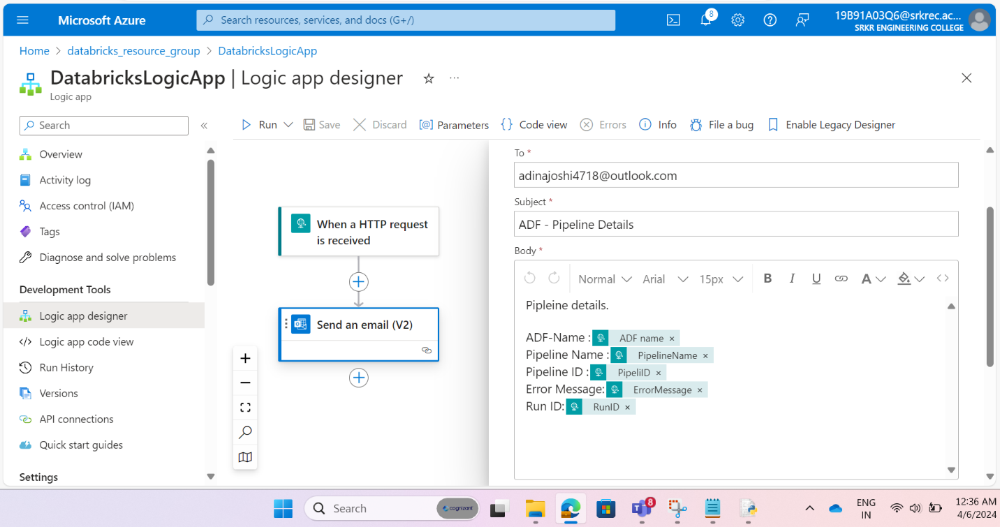 Microsoft Azure
Search resources, services, and docs (G+/)
8
19B91A03Q6@srkrec.ac...
SRKR ENGINEERING COLLEGE
Home > databricks_resource_group > DatabricksLogicApp
DatabricksLogicApp | Logic app designer
Logic app
Search
Run
Save
Discard
Parameters
Code view
Errors
Info
File a bug
Enable Legacy Designer
Overview
Activity log
Access control (IAM)
Tags
Diagnose and solve problems
Development Tools
Logic app designer
Logic app code view
Run History
Versions
API connections
Quick start guides
Settings
When a HTTP request
is received
Send an email (V2)
To *
adinajoshi4718@outlook.com
Subject *
ADF - Pipeline Details
Body *
Normal Arial 15px B I U A
Pipleine details.
ADF-Name : ADF name ×
Pipeline Name : PipelineName ×
Pipeline ID : PipeliID ×
Error Message: ErrorMessage ×
Run ID: RunID ×
Search
cognizant
8
ENG
IN
12:36 AM
4/6/2024